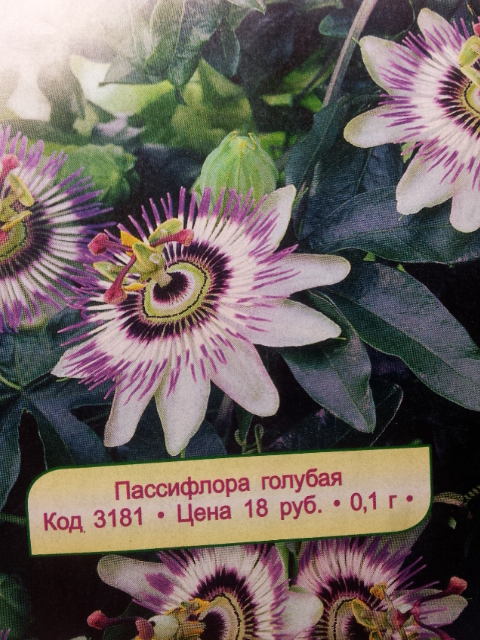 Пассифлора голубая
Код 3181 • Цена 18 руб. • 0,1 г •